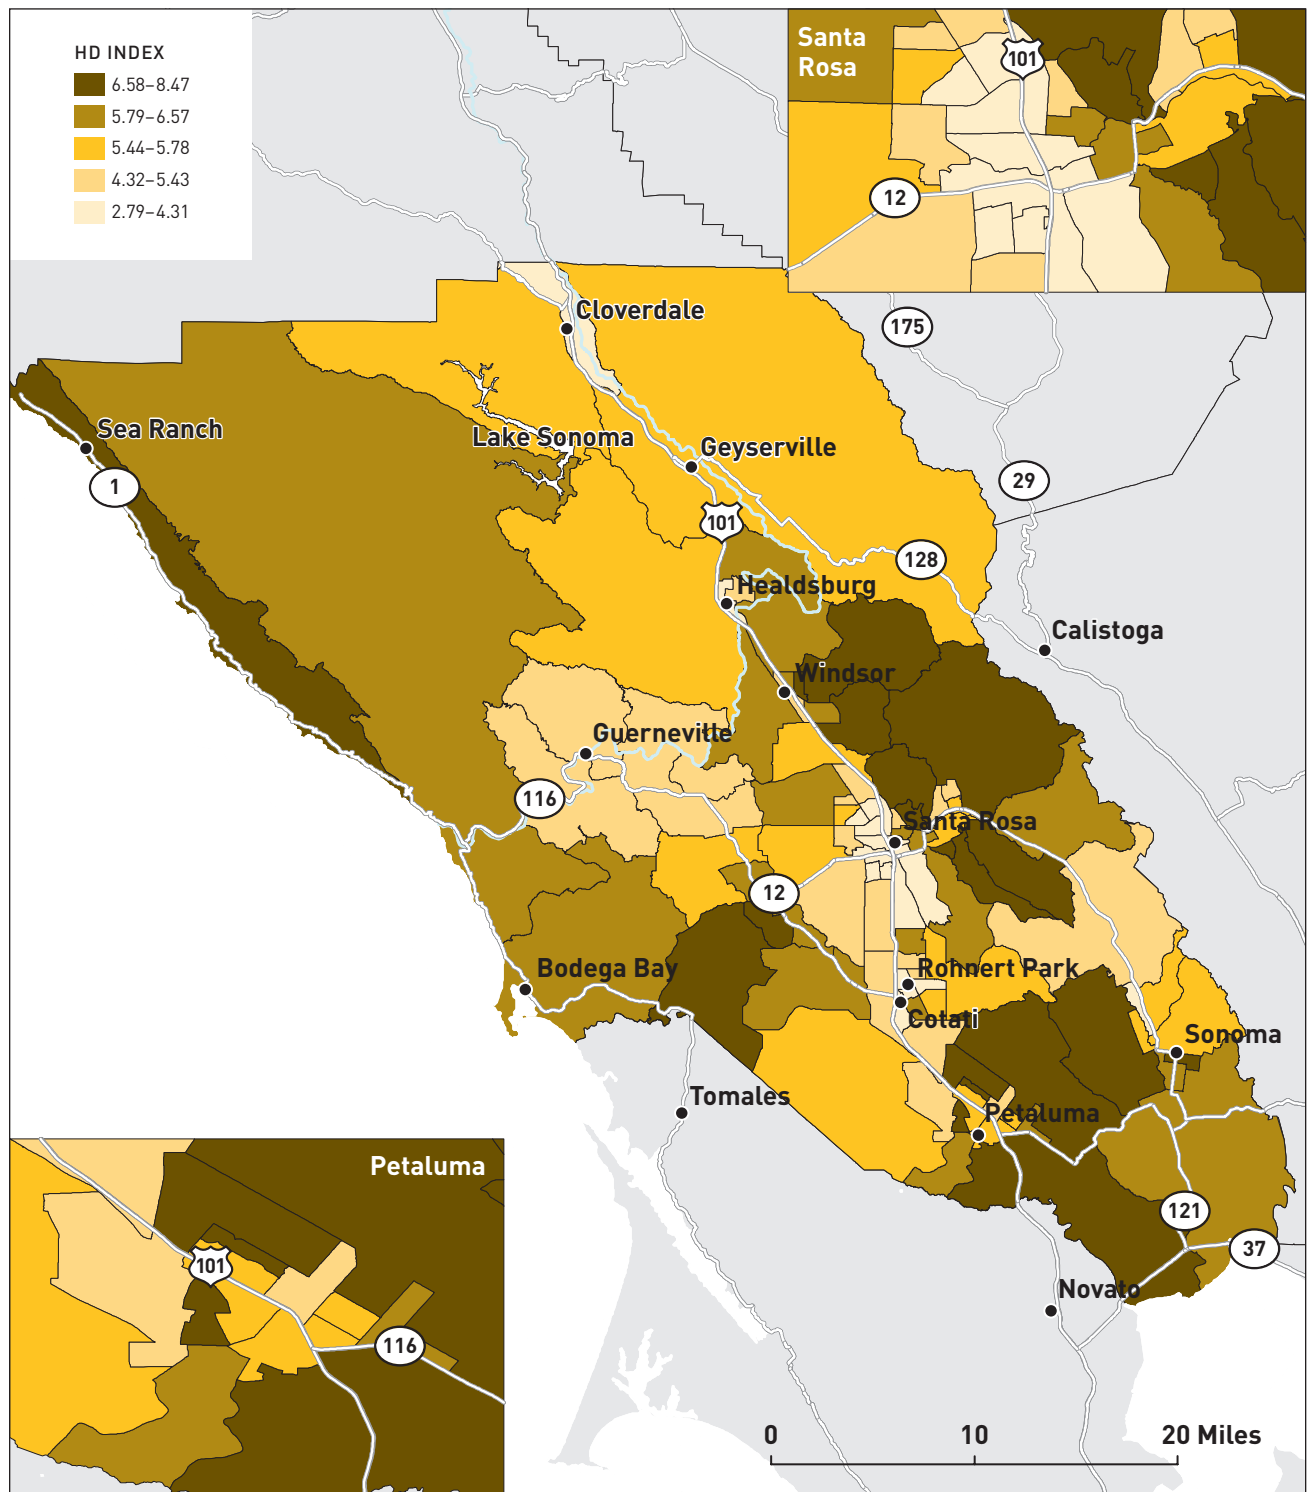 HD INDEX
6.58–8.47
5.79–6.57
5.44–5.78
4.32–5.43
2.79–4.31
Santa
Rosa
101
12
175
Cloverdale
Sea Ranch
Lake Sonoma
Geyserville
1
29
101
128
Healdsburg
Calistoga
Windsor
Guerneville
116
Santa Rosa
12
Bodega Bay
Rohnert Park
Cotati
Sonoma
Tomales
Petaluma
Petaluma
101
116
121
37
Novato
0 10 20 Miles